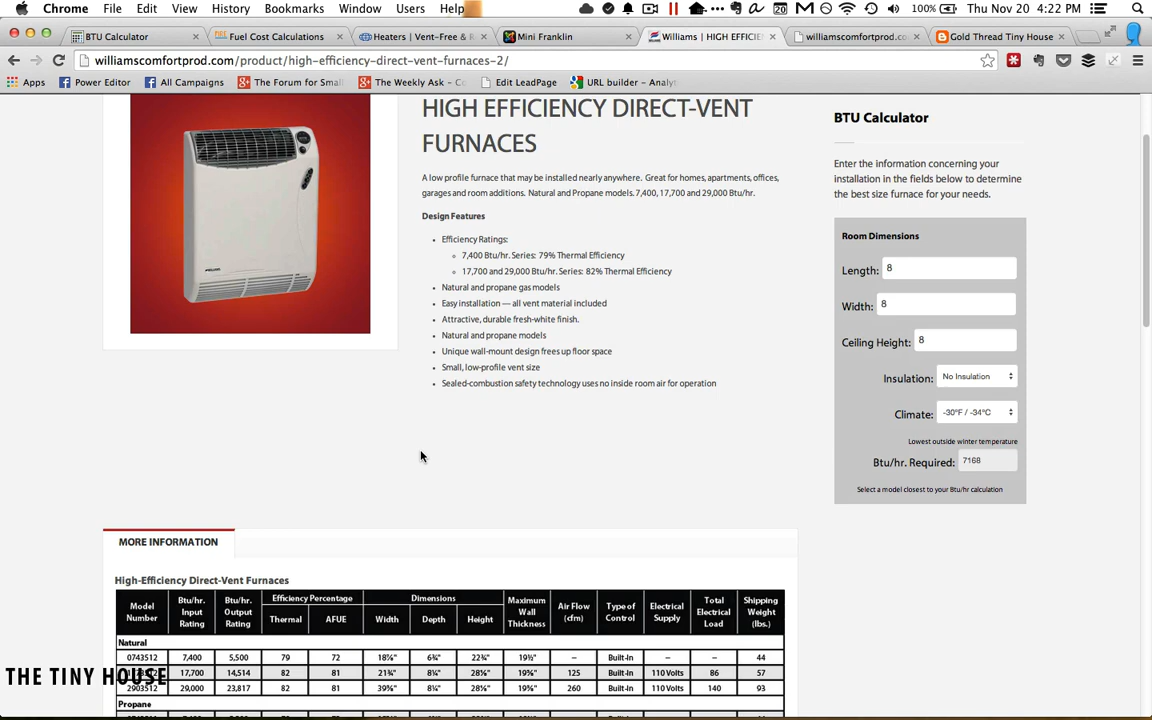 Chrome File Edit View History Bookmarks Window Users Help 20 100% Thu Nov 20 4:22 PM
BTU Calculator Fuel Cost Calculations Heaters | Vent-Free & R Mini Franklin Williams | HIGH EFFICIE williamscomfortprod.co Gold Thread Tiny House
williamscomfortprod.com/product/high-efficiency-direct-vent-furnaces-2/
Apps Power Editor All Campaigns The Forum for Small The Weekly Ask - Cest Edit LeadPage URL builder - Analyt
HIGH EFFICIENCY DIRECT-VENT
FURNACES
A low profile furnace that may be installed nearly anywhere. Great for homes, apartments, offices,
garages and room additions. Natural and Propane models. 7,400, 17,700 and 29,000 Btu/hr.
Design Features
Efficiency Ratings:
7,400 Btu/hr. Series: 79% Thermal Efficiency
17,700 and 29,000 Btu/hr. Series: 82% Thermal Efficiency
Natural and propane gas models
Easy installation — all vent material included
Attractive, durable fresh-white finish.
Natural and propane models
Unique wall-mount design frees up floor space
Small, low-profile vent size
Sealed-combustion safety technology uses no inside room air for operation
BTU Calculator
Enter the information concerning your
installation in the fields below to determine
the best size furnace for your needs.
Room Dimensions
Length: 8
Width: 8
Ceiling Height: 8
Insulation: No Insulation
Climate: -30°F / -34°C
Lowest outside winter temperature
Btu/hr. Required: 7168
Select a model closest to your Btu/hr calculation
MORE INFORMATION
High-Efficiency Direct-Vent Furnaces
Model Number Btu/hr. Input Rating Btu/hr. Output Rating Efficiency Percentage Thermal AFUE Dimensions Width Depth Height Maximum Wall Thickness Air Flow (cfm) Type of Control Electrical Supply Total Electrical Load Shipping Weight (lbs.)
Natural
0743512 7,400 5,500 79 72 18⅛" 6¾" 22¾" 19½" – Built-In – – 44
17,700 14,514 82 81 21¾" 8¼" 28⅛" 19⅝" 125 Built-In 110 Volts 86 57
2903512 29,000 23,817 82 81 39⅜" 8¼" 28⅛" 19⅝" 260 Built-In 110 Volts 140 93
Propane
THE TINY HOUSE